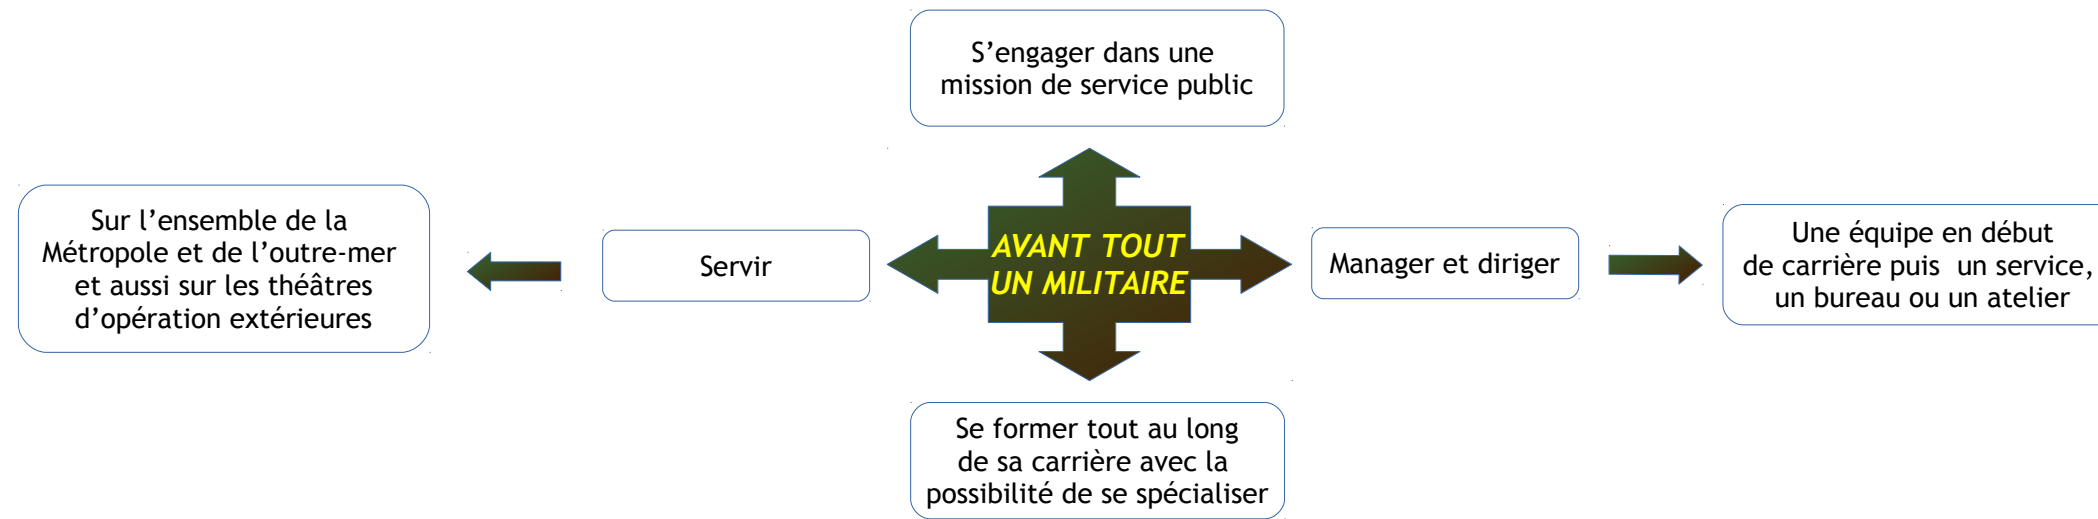 S’engager dans une
mission de service public
Sur l’ensemble de la
Métropole et de l’outre-mer
et aussi sur les théâtres
d’opération extérieures
Servir
AVANT TOUT
UN MILITAIRE
Manager et diriger
Une équipe en début
de carrière puis  un service,
un bureau ou un atelier
Se former tout au long
de sa carrière avec la
possibilité de se spécialiser